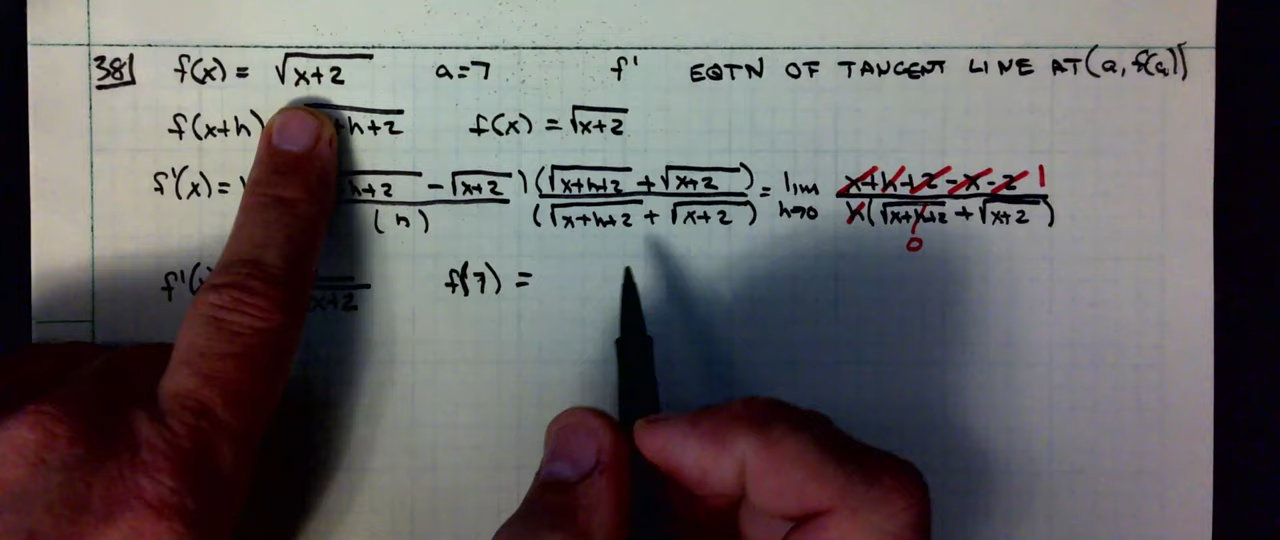 38] f(x) = √x+2 a=7 f' EQTN OF TANGENT LINE AT (a, f(a))
f(x+h) +h+2 f(x) = √x+2
f'(x) = h+2 - √x+2 ) (√x+h+2 + √x+2) = lim x+h+2-x-2 1
(h) (√x+h+2 + √x+2) h→0 h(√x+h+2 + √x+2)
0
f'( x+2 f(7) =